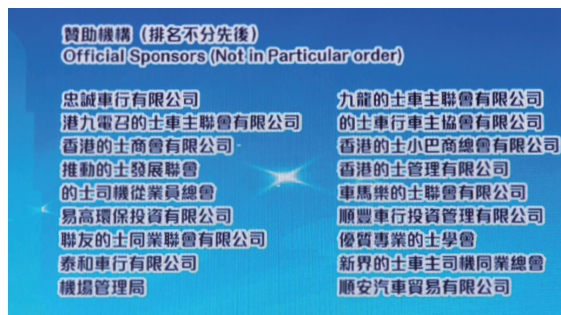 贊助機構（排名不分先後）
Official Sponsors (Not in Particular order)
忠誠車行有限公司
港九電召的士車主聯會有限公司
香港的士商會有限公司
推動的士發展聯會
的士司機從業員總會
易高環保投資有限公司
聯友的士同業聯會有限公司
泰和車行有限公司
機場管理局
九龍的士車主聯會有限公司
的士車行車主協會有限公司
香港的士小巴商總會有限公司
香港的士管理有限公司
車馬樂的士聯會有限公司
順豐車行投資管理有限公司
優質專業的士學會
新界的士車主司機同業總會
順安汽車貿易有限公司